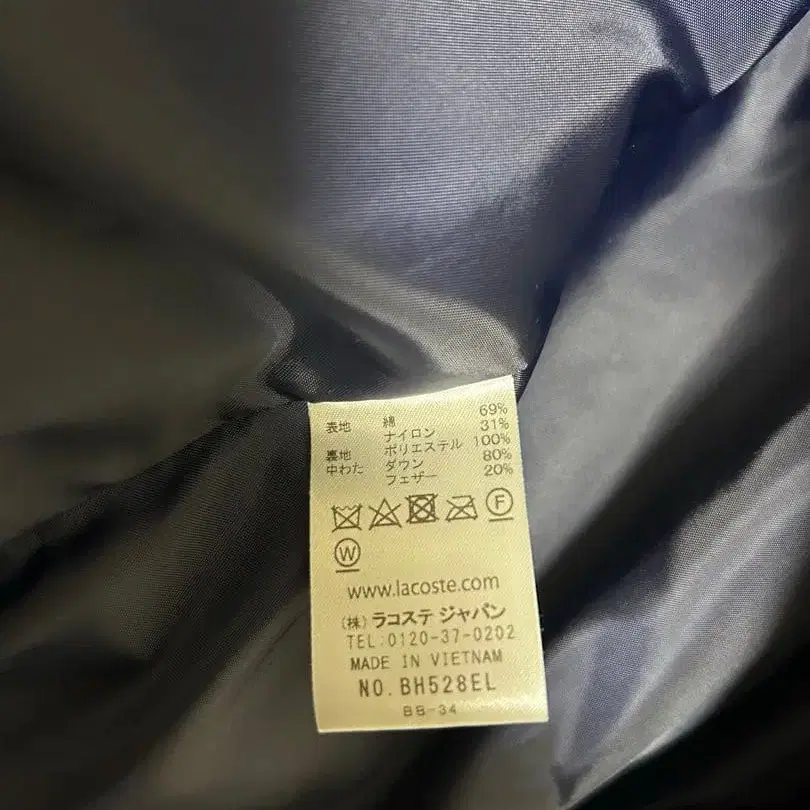 表地 綿 69%
ナイロン 31%
裏地 ポリエステル 100%
中わた ダウン 80%
フェザー 20%
F
W
www.lacoste.com
(株) ラコステ ジャパン
TEL:0120-37-0202
MADE IN VIETNAM
NO. BH528EL
BB-34